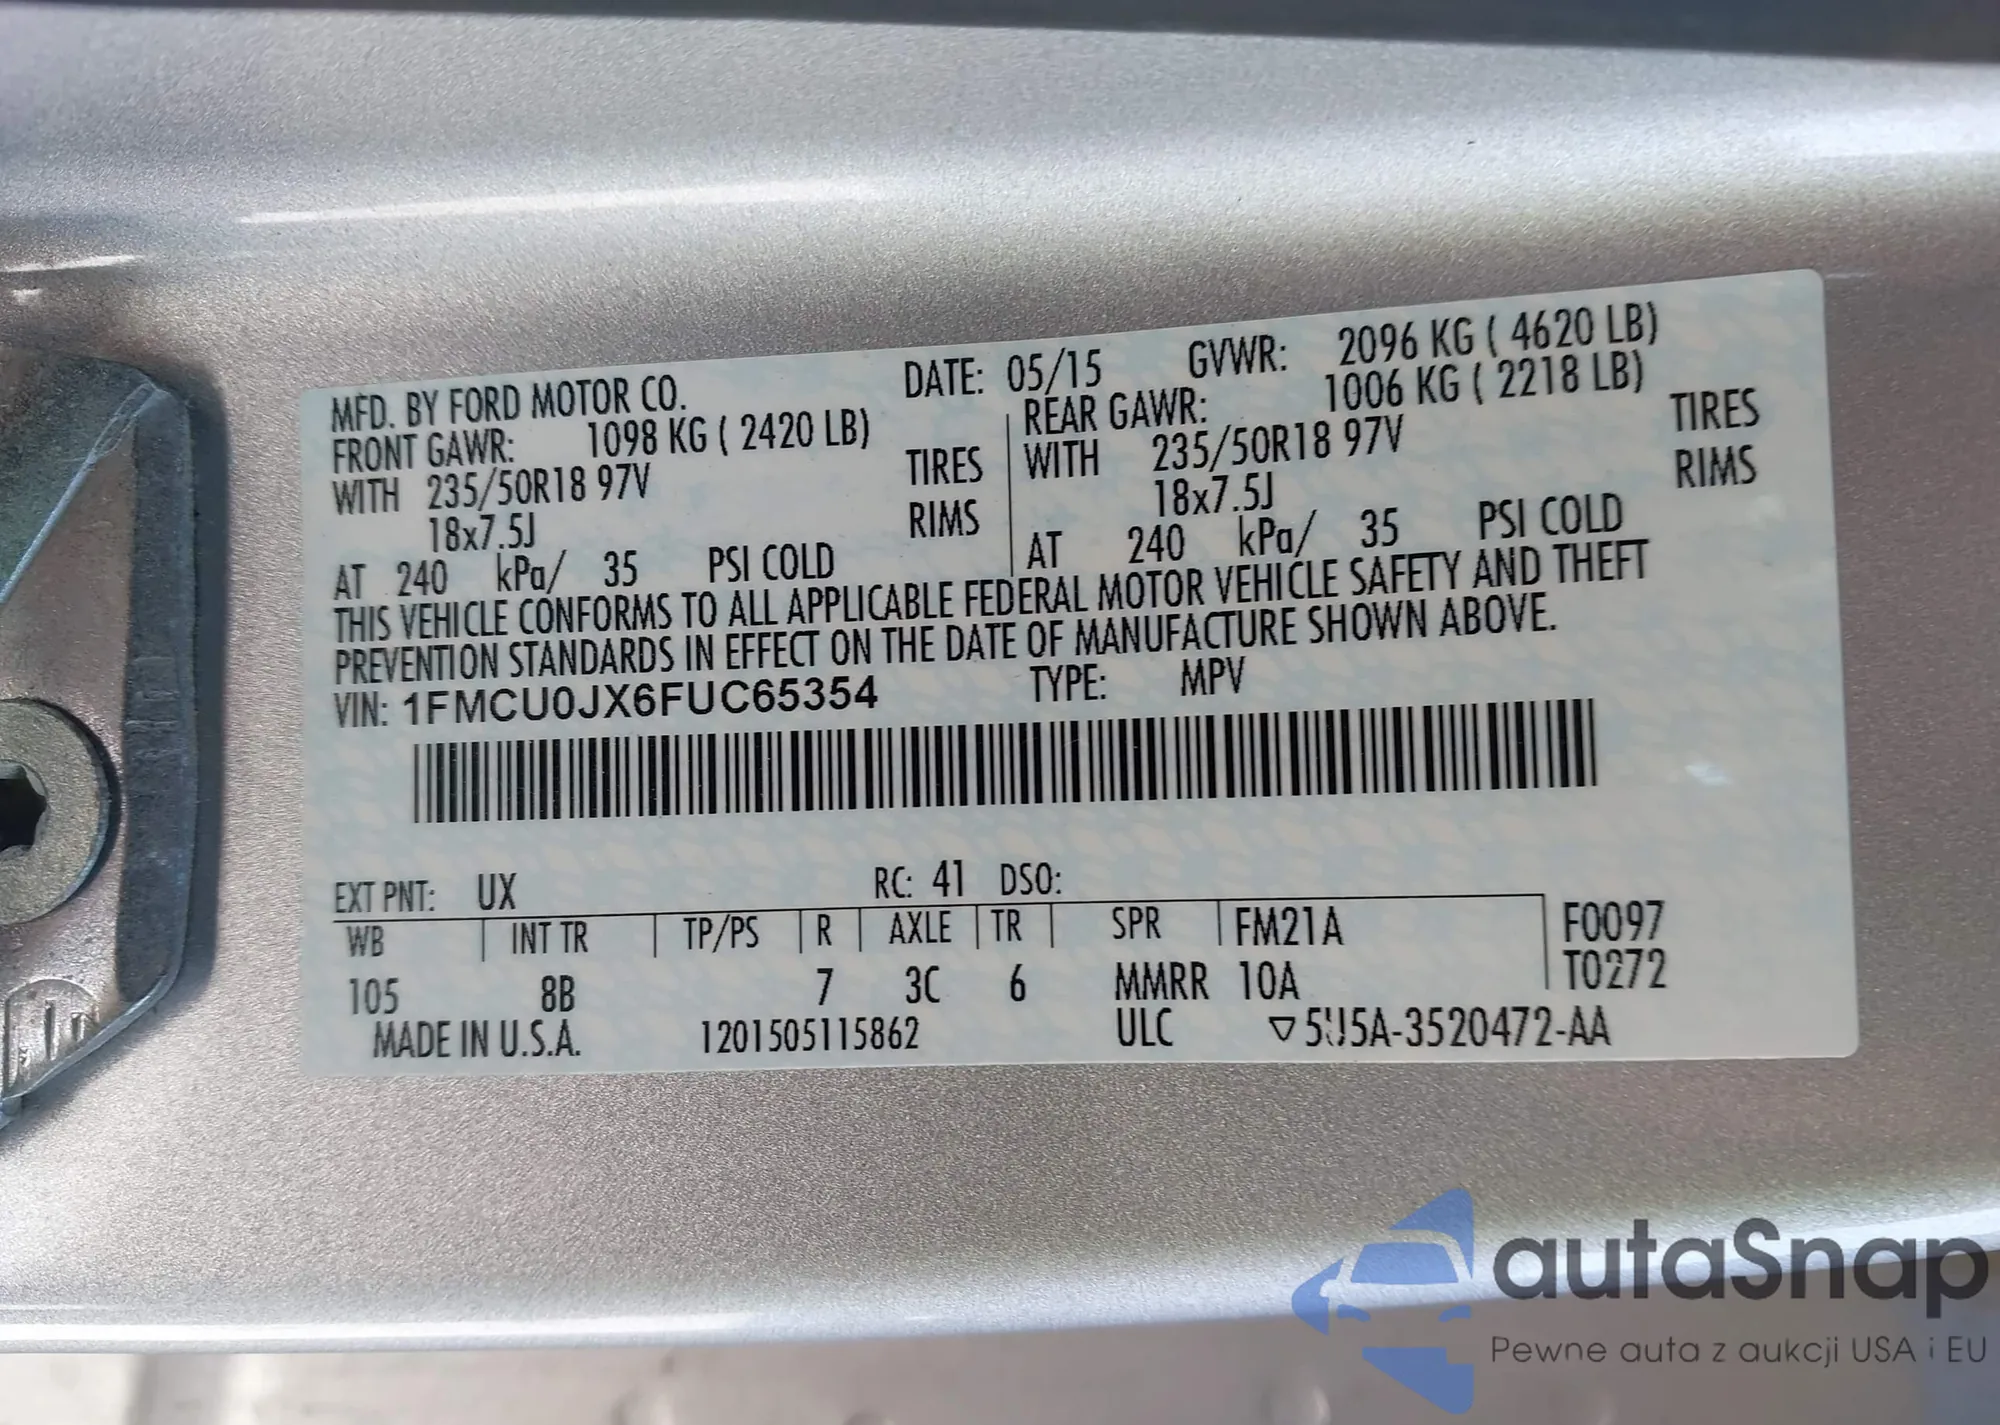 MFD. BY FORD MOTOR CO. DATE: 05/15 GVWR: 2096 KG ( 4620 LB)
FRONT GAWR: 1098 KG ( 2420 LB) REAR GAWR: 1006 KG ( 2218 LB)
WITH 235/50R18 97V TIRES WITH 235/50R18 97V TIRES
18x7.5J RIMS 18x7.5J RIMS
AT 240 kPa/ 35 PSI COLD AT 240 kPa/ 35 PSI COLD
THIS VEHICLE CONFORMS TO ALL APPLICABLE FEDERAL MOTOR VEHICLE SAFETY AND THEFT
PREVENTION STANDARDS IN EFFECT ON THE DATE OF MANUFACTURE SHOWN ABOVE.
VIN: 1FMCU0JX6FUC65354 TYPE: MPV
EXT PNT: UX RC: 41 DSO:
WB INT TR TP/PS R AXLE TR SPR FM21A F0097
105 8B 7 3C 6 MMRR 10A T0272
MADE IN U.S.A. 1201505115862 ULC ▽5U5A-3520472-AA
autaSnap
Pewne auta z aukcji USA i EU